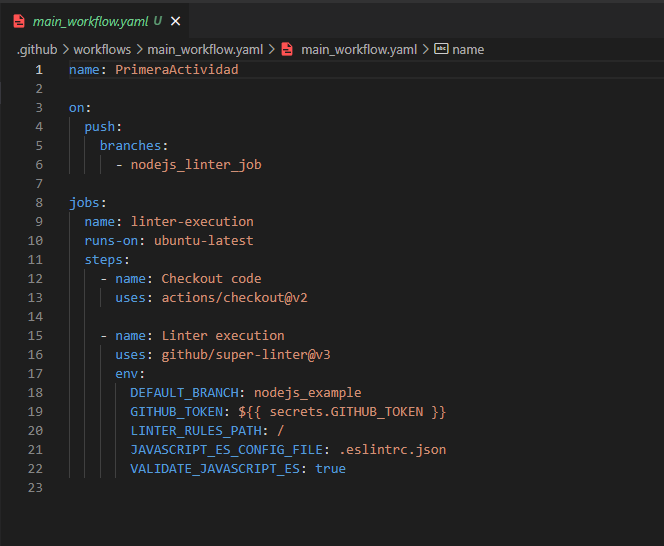 main_workflow.yaml U ×
.github > workflows > main_workflow.yaml > main_workflow.yaml > abc name
1 name: PrimeraActividad
2
3 on:
4   push:
5     branches:
6       - nodejs_linter_job
7
8 jobs:
9   name: linter-execution
10   runs-on: ubuntu-latest
11   steps:
12     - name: Checkout code
13       uses: actions/checkout@v2
14
15     - name: Linter execution
16       uses: github/super-linter@v3
17       env:
18         DEFAULT_BRANCH: nodejs_example
19         GITHUB_TOKEN: ${{ secrets.GITHUB_TOKEN }}
20         LINTER_RULES_PATH: /
21         JAVASCRIPT_ES_CONFIG_FILE: .eslintrc.json
22         VALIDATE_JAVASCRIPT_ES: true
23